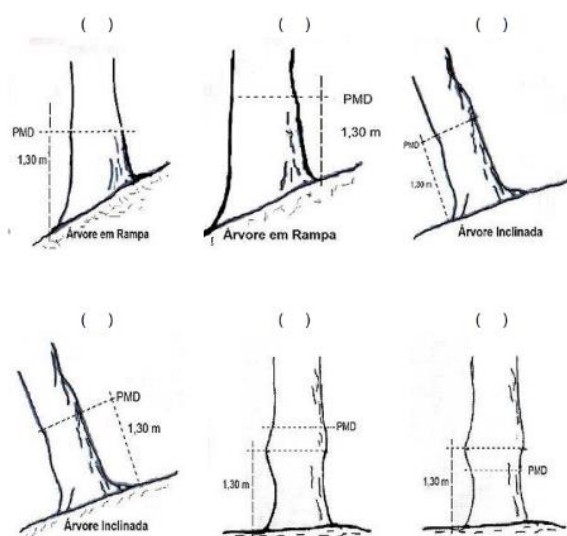 (   )
(   )
(   )
PMD
1,30 m
Árvore em Rampa
PMD
1,30 m
Árvore em Rampa
PMD
1,30 m
Árvore Inclinada
(   )
(   )
(   )
PMD
1,30 m
Árvore Inclinada
PMD
1,30 m
PMD
1,30 m